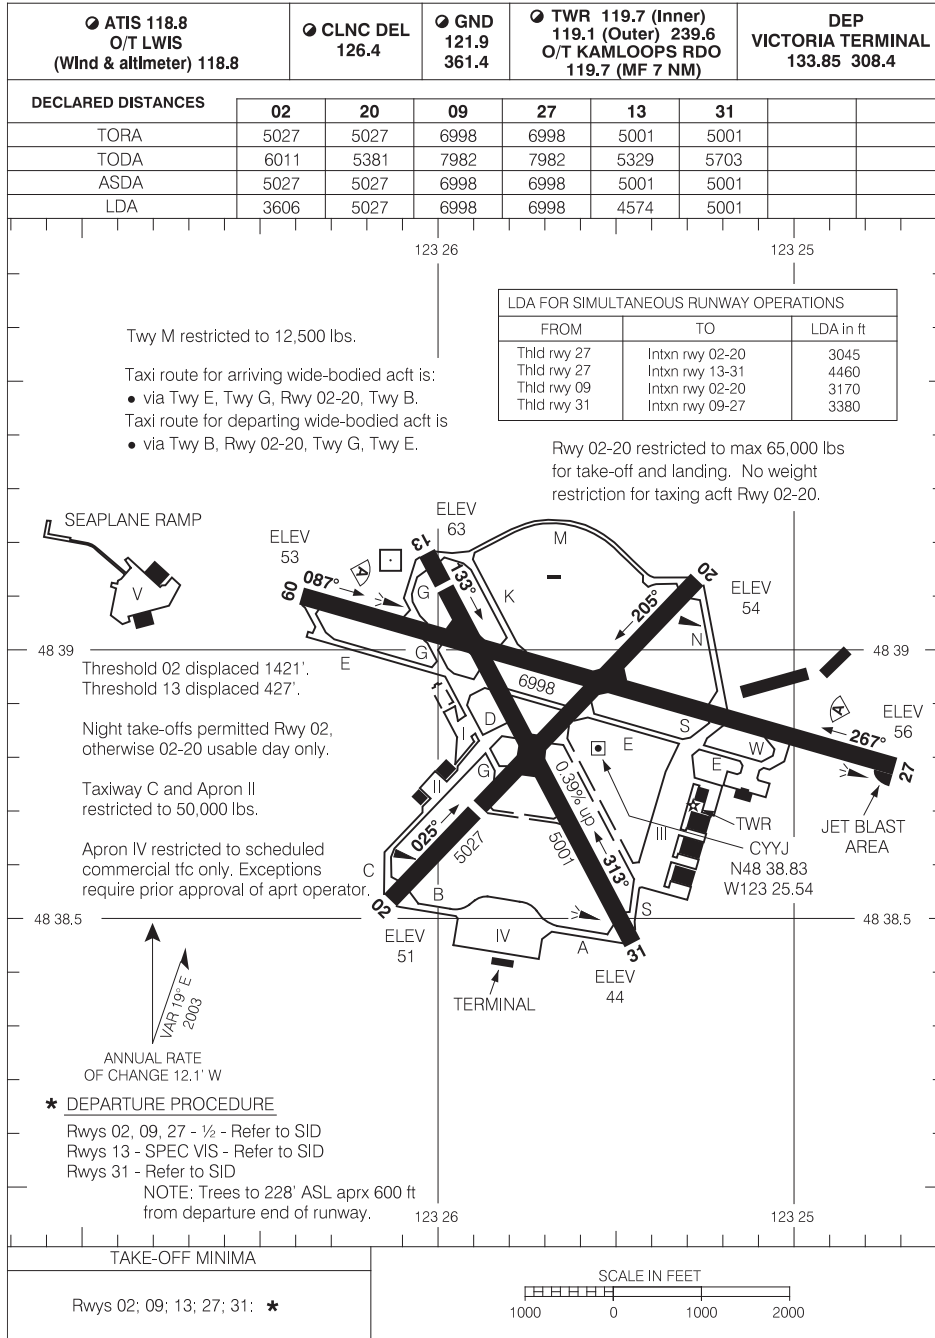 ATIS 118.8
O/T LWIS
(Wind & altimeter) 118.8
CLNC DEL
126.4
GND
121.9
361.4
TWR 119.7 (Inner)
119.1 (Outer) 239.6
O/T KAMLOOPS RDO
119.7 (MF 7 NM)
DEP
VICTORIA TERMINAL
133.85 308.4
DECLARED DISTANCES
02 20 09 27 13 31
TORA 5027 5027 6998 6998 5001 5001
TODA 6011 5381 7982 7982 5329 5703
ASDA 5027 5027 6998 6998 5001 5001
LDA 3606 5027 6998 6998 4574 5001
123 26
123 25
LDA FOR SIMULTANEOUS RUNWAY OPERATIONS
FROM TO LDA in ft
Thld rwy 27 Intxn rwy 02-20 3045
Thld rwy 27 Intxn rwy 13-31 4460
Thld rwy 09 Intxn rwy 02-20 3170
Thld rwy 31 Intxn rwy 09-27 3380
Twy M restricted to 12,500 lbs.
Taxi route for arriving wide-bodied acft is:
• via Twy E, Twy G, Rwy 02-20, Twy B.
Taxi route for departing wide-bodied acft is
• via Twy B, Rwy 02-20, Twy G, Twy E.
Rwy 02-20 restricted to max 65,000 lbs
for take-off and landing. No weight
restriction for taxing acft Rwy 02-20.
SEAPLANE RAMP
V
ELEV
53
ELEV
63
13
M
20
ELEV
54
09
087°
A
G
133°
K
205°
N
48 39
E
G
48 39
6998
Threshold 02 displaced 1421'.
Threshold 13 displaced 427'.
Night take-offs permitted Rwy 02,
otherwise 02-20 usable day only.
Taxiway C and Apron II
restricted to 50,000 lbs.
Apron IV restricted to scheduled
commercial tfc only. Exceptions
require prior approval of aprt operator.
D
I
II
G
E
S
W
E
A
267°
ELEV
56
27
0.39% up
III
TWR
JET BLAST
AREA
CYYJ
N48 38.83
W123 25.54
025°
5027
5001
313°
C
B
02
S
48 38.5
48 38.5
ELEV
51
IV
A
31
ELEV
44
TERMINAL
VAR 19° E
2003
ANNUAL RATE
OF CHANGE 12.1' W
* DEPARTURE PROCEDURE
Rwys 02, 09, 27 - ½ - Refer to SID
Rwys 13 - SPEC VIS - Refer to SID
Rwys 31 - Refer to SID
NOTE: Trees to 228' ASL aprx 600 ft
from departure end of runway.
123 26
123 25
TAKE-OFF MINIMA
Rwys 02; 09; 13; 27; 31: *
SCALE IN FEET
1000 0 1000 2000